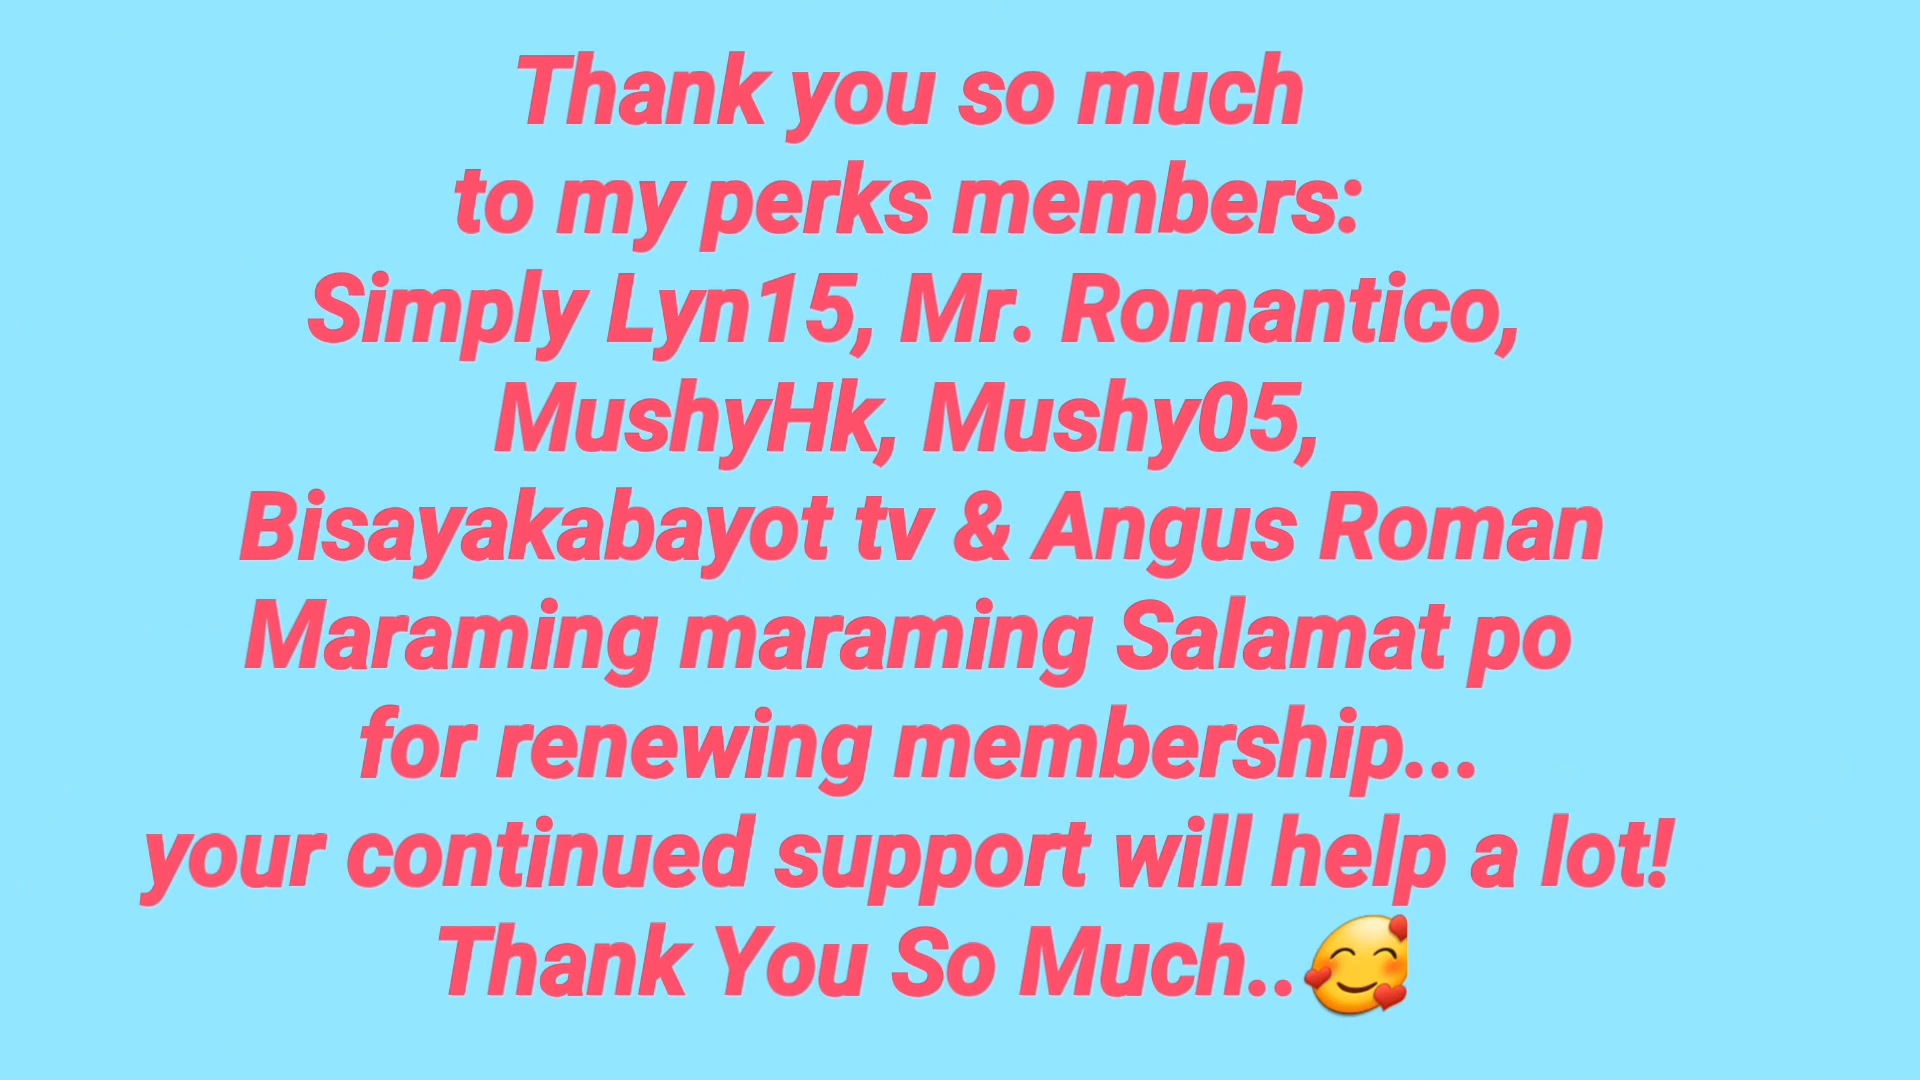 Thank you so much
to my perks members:
Simply Lyn15, Mr. Romantico,
MushyHk, Mushy05,
Bisayakabayot tv & Angus Roman
Maraming maraming Salamat po
for renewing membership...
your continued support will help a lot!
Thank You So Much..🥰